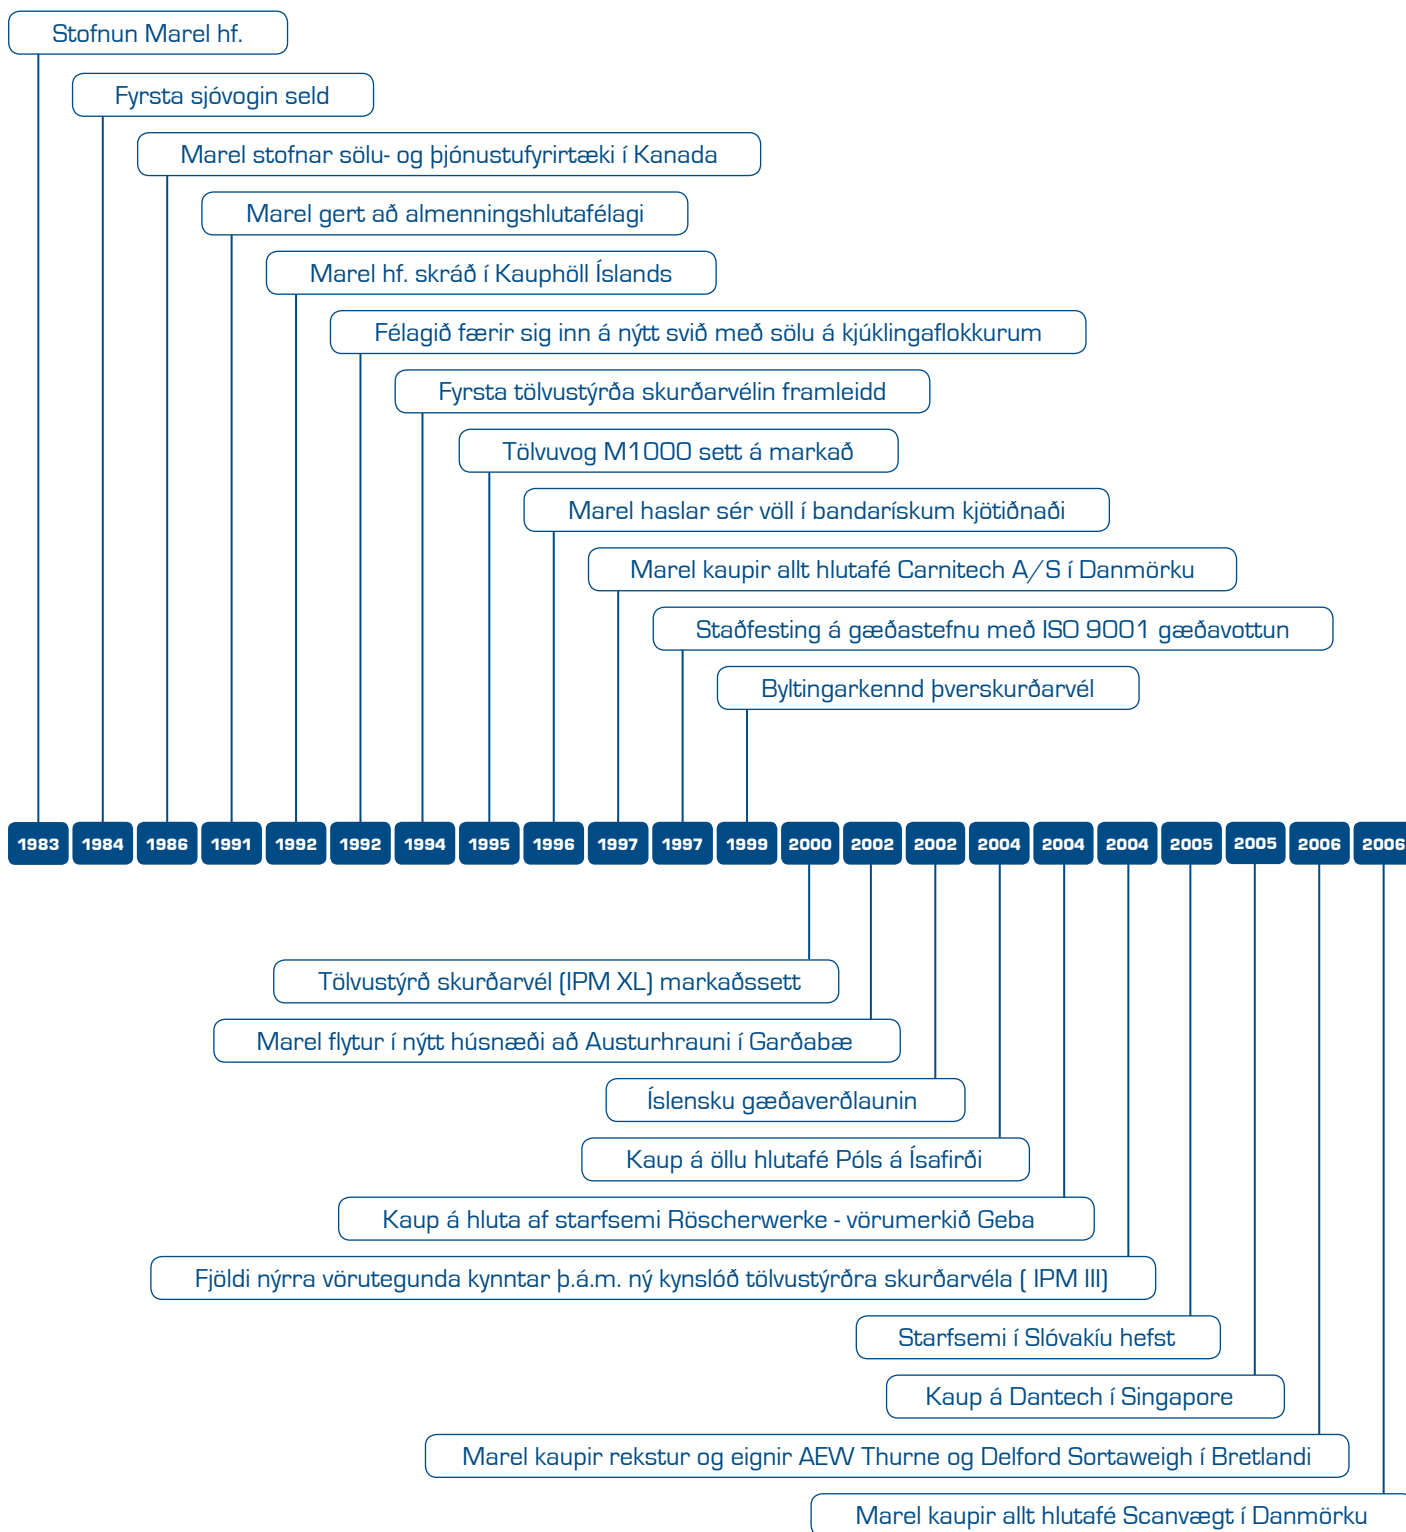 Stofnun Marel hf.
Fyrsta sjóvogin seld
Marel stofnar sölu- og þjónustufyrirtæki í Kanada
Marel gert að almenningshlutafélagi
Marel hf. skráð í Kauphöll Íslands
Félagið færir sig inn á nýtt svið með sölu á kjúklingaflokkurum
Fyrsta tölvustýrða skurðarvélin framleidd
Tölvuvog M1000 sett á markað
Marel haslar sér völl í bandarískum kjötiðnaði
Marel kaupir allt hlutafé Carnitech A/S í Danmörku
Staðfesting á gæðastefnu með ISO 9001 gæðavottun
Byltingarkennd þverskurðarvél
1983 1984 1986 1991 1992 1992 1994 1995 1996 1997 1997 1999 2000 2002 2002 2004 2004 2004 2005 2005 2006 2006
Tölvustýrð skurðarvél (IPM XL) markaðssett
Marel flytur í nýtt húsnæði að Austurhrauni í Garðabæ
Íslensku gæðaverðlaunin
Kaup á öllu hlutafé Póls á Ísafirði
Kaup á hluta af starfsemi Röscherwerke - vörumerkið Geba
Fjöldi nýrra vörutegunda kynntar þ.á.m. ný kynslóð tölvustýrðra skurðarvéla ( IPM III)
Starfsemi í Slóvakíu hefst
Kaup á Dantech í Singapore
Marel kaupir rekstur og eignir AEW Thurne og Delford Sortaweigh í Bretlandi
Marel kaupir allt hlutafé Scanvægt í Danmörku